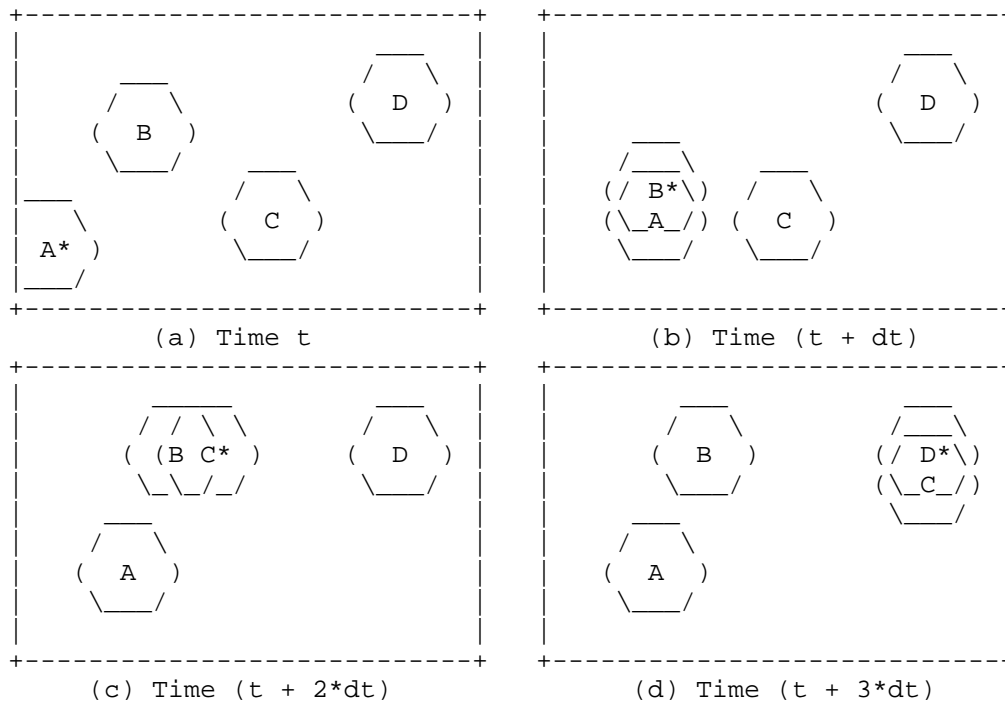 D D
B D
B*
C A C
A*
(a) Time t (b) Time (t + dt)
B C* D B D*
C
A A
(c) Time (t + 2*dt) (d) Time (t + 3*dt)